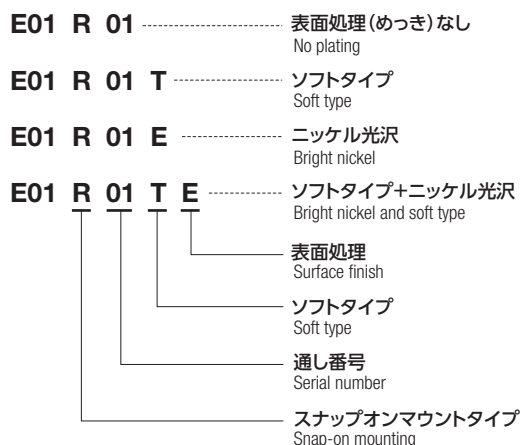 E01 R 01 表面処理(めっき)なし
No plating
E01 R 01 T ソフトタイプ
Soft type
E01 R 01 E ニッケル光沢
Bright nickel
E01 R 01 T E ソフトタイプ+ニッケル光沢
Bright nickel and soft type
表面処理
Surface finish
ソフトタイプ
Soft type
通し番号
Serial number
スナップオンマウントタイプ
Snap-on mounting